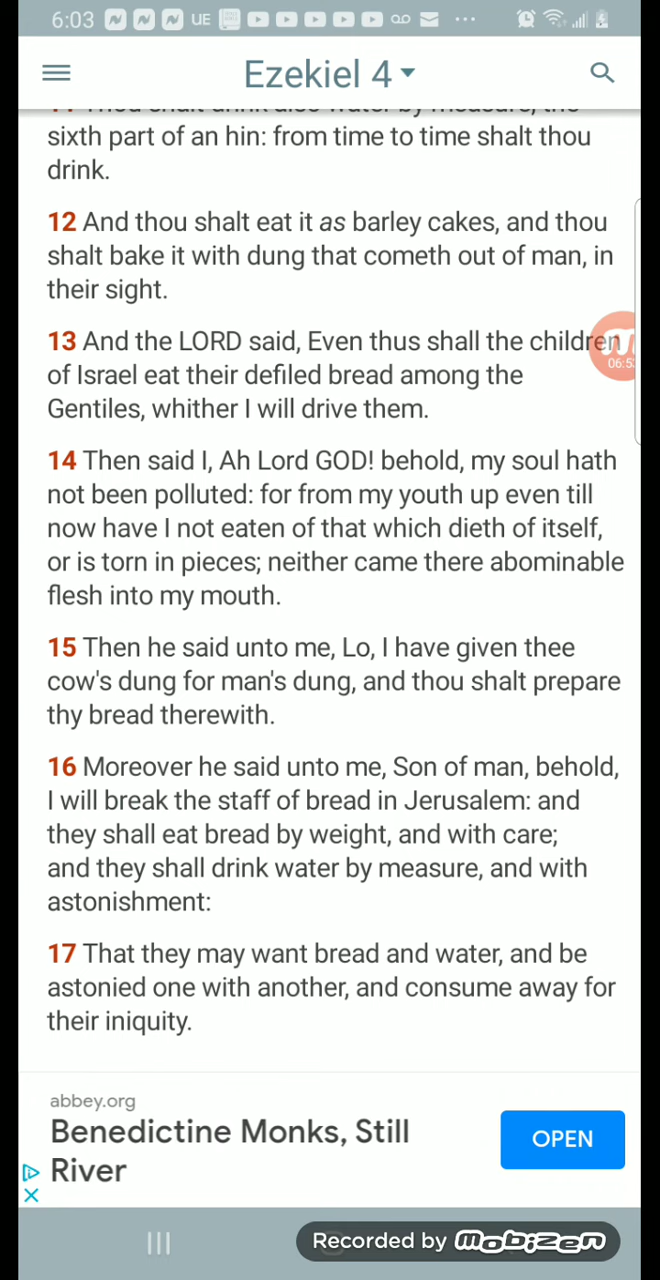 6:03 UE
Ezekiel 4
11 Thou shalt drink also water by measure, the
sixth part of an hin: from time to time shalt thou
drink.
12 And thou shalt eat it as barley cakes, and thou
shalt bake it with dung that cometh out of man, in
their sight.
13 And the LORD said, Even thus shall the children
of Israel eat their defiled bread among the
Gentiles, whither I will drive them.
14 Then said I, Ah Lord GOD! behold, my soul hath
not been polluted: for from my youth up even till
now have I not eaten of that which dieth of itself,
or is torn in pieces; neither came there abominable
flesh into my mouth.
15 Then he said unto me, Lo, I have given thee
cow's dung for man's dung, and thou shalt prepare
thy bread therewith.
16 Moreover he said unto me, Son of man, behold,
I will break the staff of bread in Jerusalem: and
they shall eat bread by weight, and with care;
and they shall drink water by measure, and with
astonishment:
17 That they may want bread and water, and be
astonied one with another, and consume away for
their iniquity.
abbey.org
Benedictine Monks, Still
River
OPEN
Recorded by mobizen